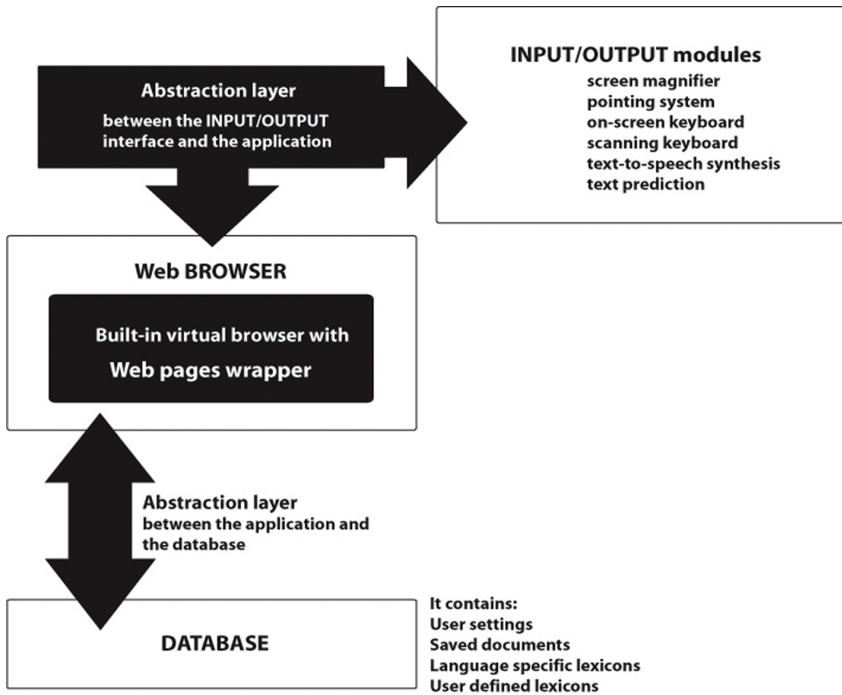 INPUT/OUTPUT modules
screen magnifier
pointing system
on-screen keyboard
scanning keyboard
text-to-speech synthesis
text prediction
Abstraction layer
between the INPUT/OUTPUT
interface and the application
Web BROWSER
Built-in virtual browser with
Web pages wrapper
Abstraction layer
between the application and
the database
DATABASE
It contains:
User settings
Saved documents
Language specific lexicons
User defined lexicons